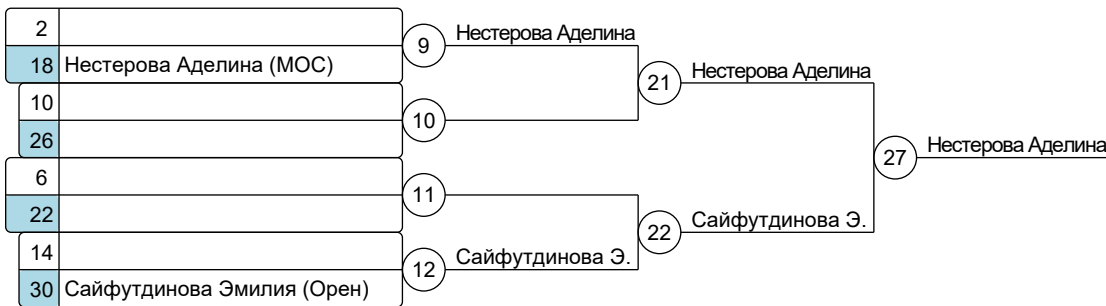 2
18 Нестерова Аделина (МОС)
10
26
6
22
14
30 Сайфутдинова Эмилия (Орен)
9
Нестерова Аделина
10
11
12
Сайфутдинова Э.
21
Нестерова Аделина
22
Сайфутдинова Э.
27
Нестерова Аделина